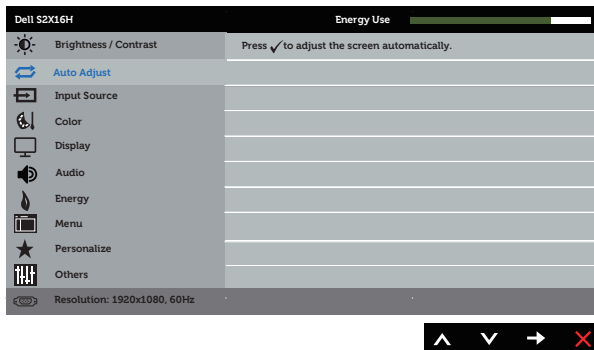 Dell S2X16H
Energy Use
Brightness / Contrast
Press ✓ to adjust the screen automatically.
Auto Adjust
Input Source
Color
Display
Audio
Energy
Menu
Personalize
Others
Resolution: 1920x1080, 60Hz